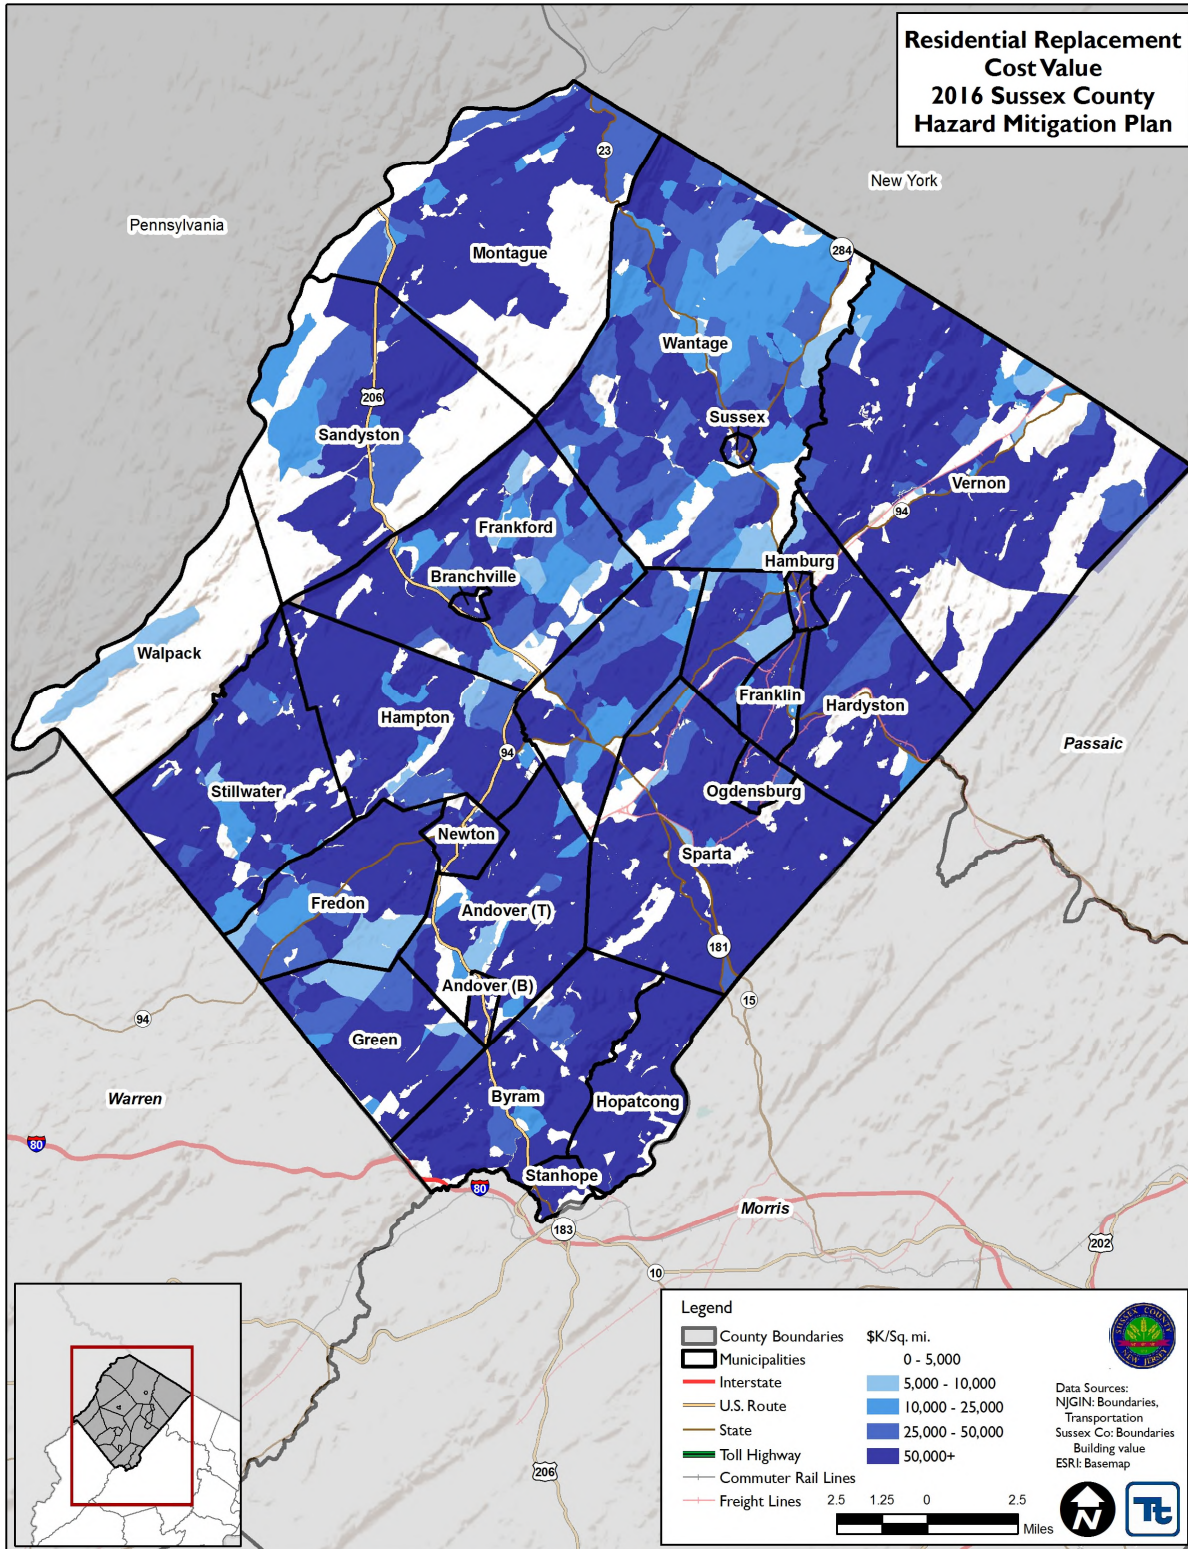 Residential Replacement
Cost Value
2016 Sussex County
Hazard Mitigation Plan
New York
Pennsylvania
23
284
Montague
Wantage
206
Sussex
Sandyston
Vernon
94
Frankford
Hamburg
Branchville
Walpack
Franklin
Hardyston
Hampton
Passaic
94
Stillwater
Ogdensburg
Newton
Sparta
Fredon
Andover (T)
181
Andover (B)
15
94
Green
Warren
Byram
Hopatcong
80
Stanhope
80
Morris
183
202
10
206
Legend
County Boundaries
Municipalities
Interstate
U.S. Route
State
Toll Highway
Commuter Rail Lines
Freight Lines
$K/Sq. mi.
0 - 5,000
5,000 - 10,000
10,000 - 25,000
25,000 - 50,000
50,000+
SUSSEX COUNTY
NEW JERSEY
Data Sources:
NJGIN: Boundaries,
Transportation
Sussex Co: Boundaries
Building value
ESRI: Basemap
2.5 1.25 0 2.5
Miles
N
Tt